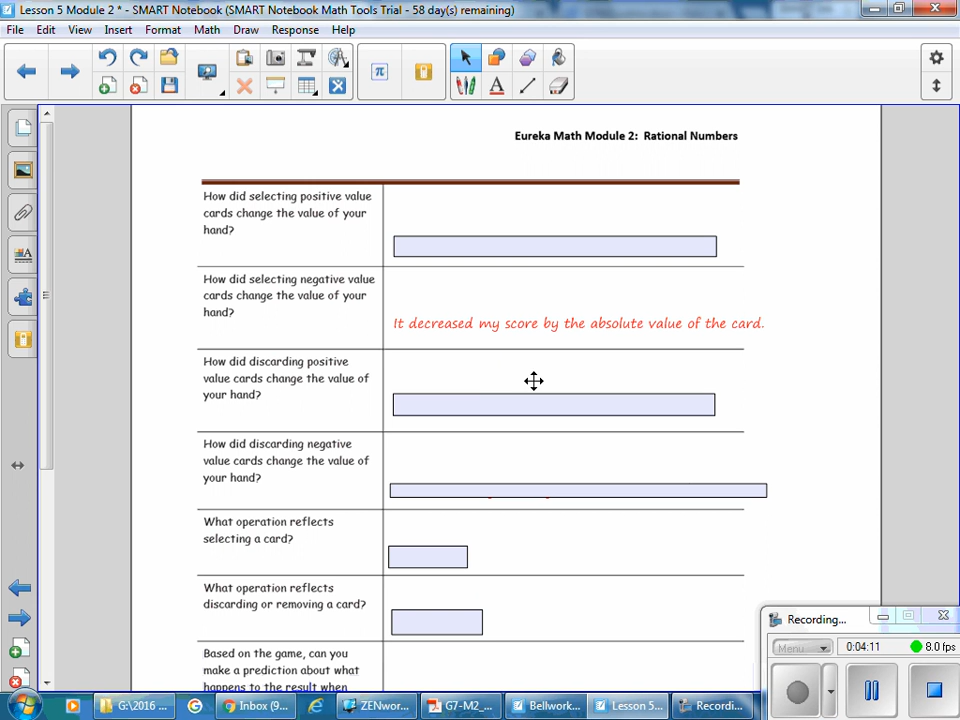 Lesson 5 Module 2 * - SMART Notebook (SMART Notebook Math Tools Trial - 58 day(s) remaining)
File Edit View Insert Format Math Draw Response Help
Eureka Math Module 2: Rational Numbers
How did selecting positive value
cards change the value of your
hand?
How did selecting negative value
cards change the value of your
hand?
It decreased my score by the absolute value of the card.
How did discarding positive
value cards change the value of
your hand?
How did discarding negative
value cards change the value of
your hand?
What operation reflects
selecting a card?
What operation reflects
discarding or removing a card?
Based on the game, can you
make a prediction about what
happens to the result when
Recording...
Menu
0:04:11
8.0 fps
G:\2016 ...
Inbox (9...
ZENwor...
G7-M2_...
Bellwork...
Lesson 5...
Recordin...